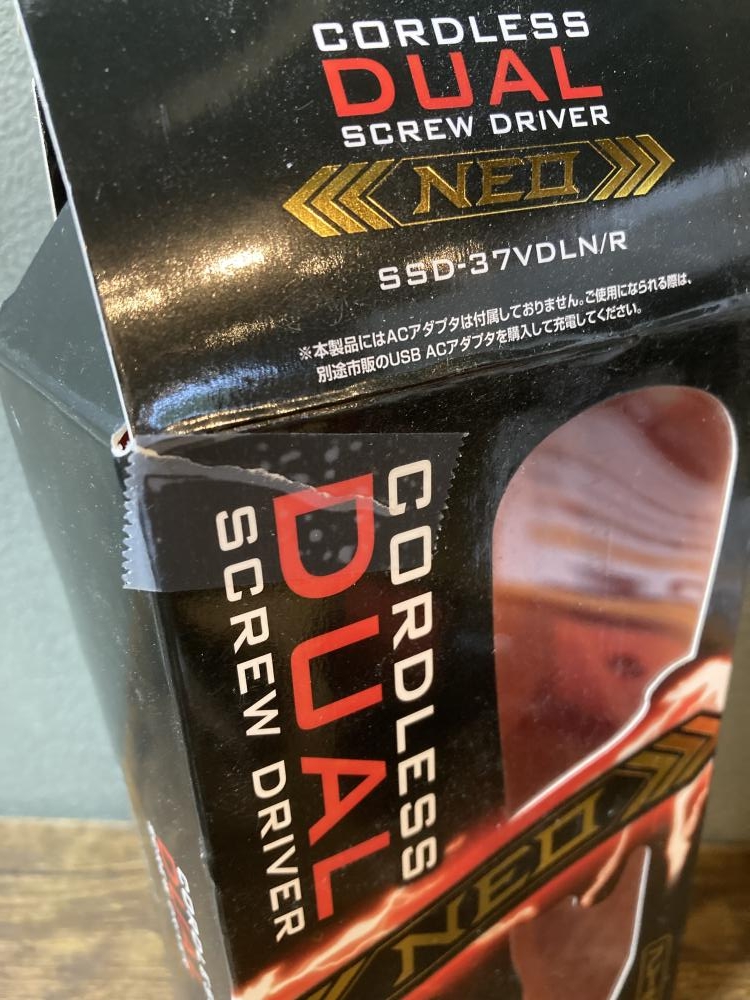 CORDLESS
DUAL
SCREW DRIVER
NEO
SSD-37VDLN/R
※本製品にはACアダプタは付属しておりません。ご使用になられる際は、
別途市販のUSB ACアダプタを購入して充電してください。
CORDLESS
DUAL
SCREW DRIVER
NEO